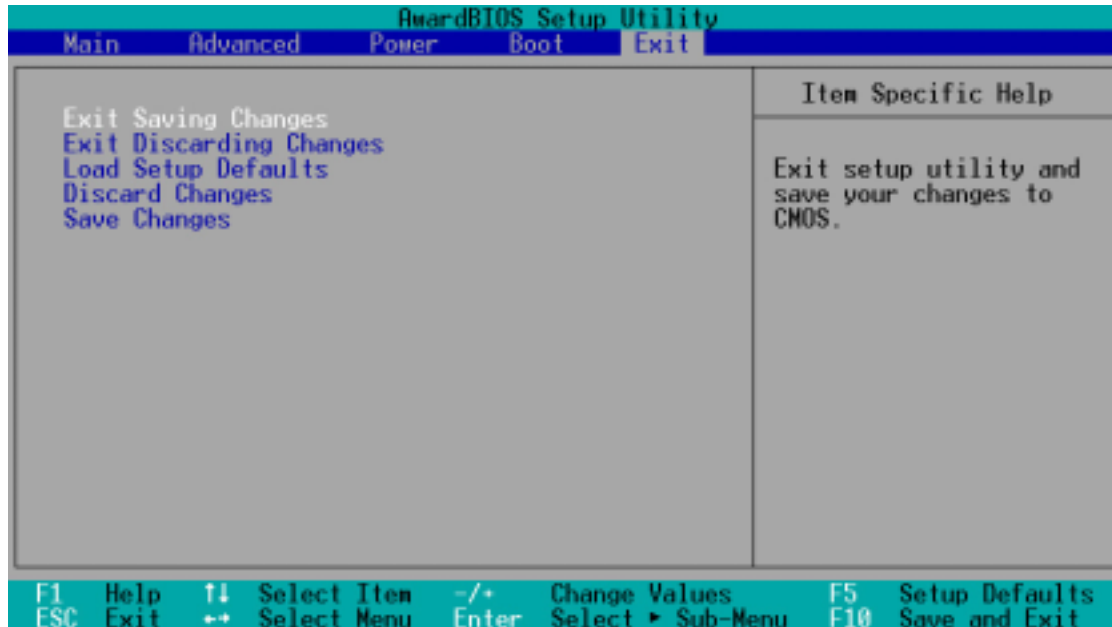 AwardBIOS Setup Utility
Main Advanced Power Boot Exit
Exit Saving Changes
Exit Discarding Changes
Load Setup Defaults
Discard Changes
Save Changes
Item Specific Help
Exit setup utility and
save your changes to
CMOS.
F1 Help ↑↓ Select Item -/+ Change Values F5 Setup Defaults
ESC Exit ←→ Select Menu Enter Select ► Sub-Menu F10 Save and Exit